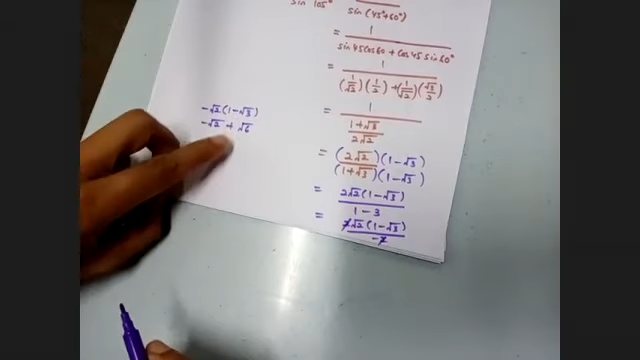 sin 105° sin (45°+60°)
= 1 / sin 45 cos 60 + cos 45 sin 60°
= 1 / (1/√2)(1/2) + (1/√2)(√3/2)
= 1 / (1+√3 / 2√2)
= (2√2)(1-√3) / (1+√3)(1-√3)
= 2√2(1-√3) / 1-3
= 2√2(1-√3) / -2
-√2(1-√3)
-√2 + √6